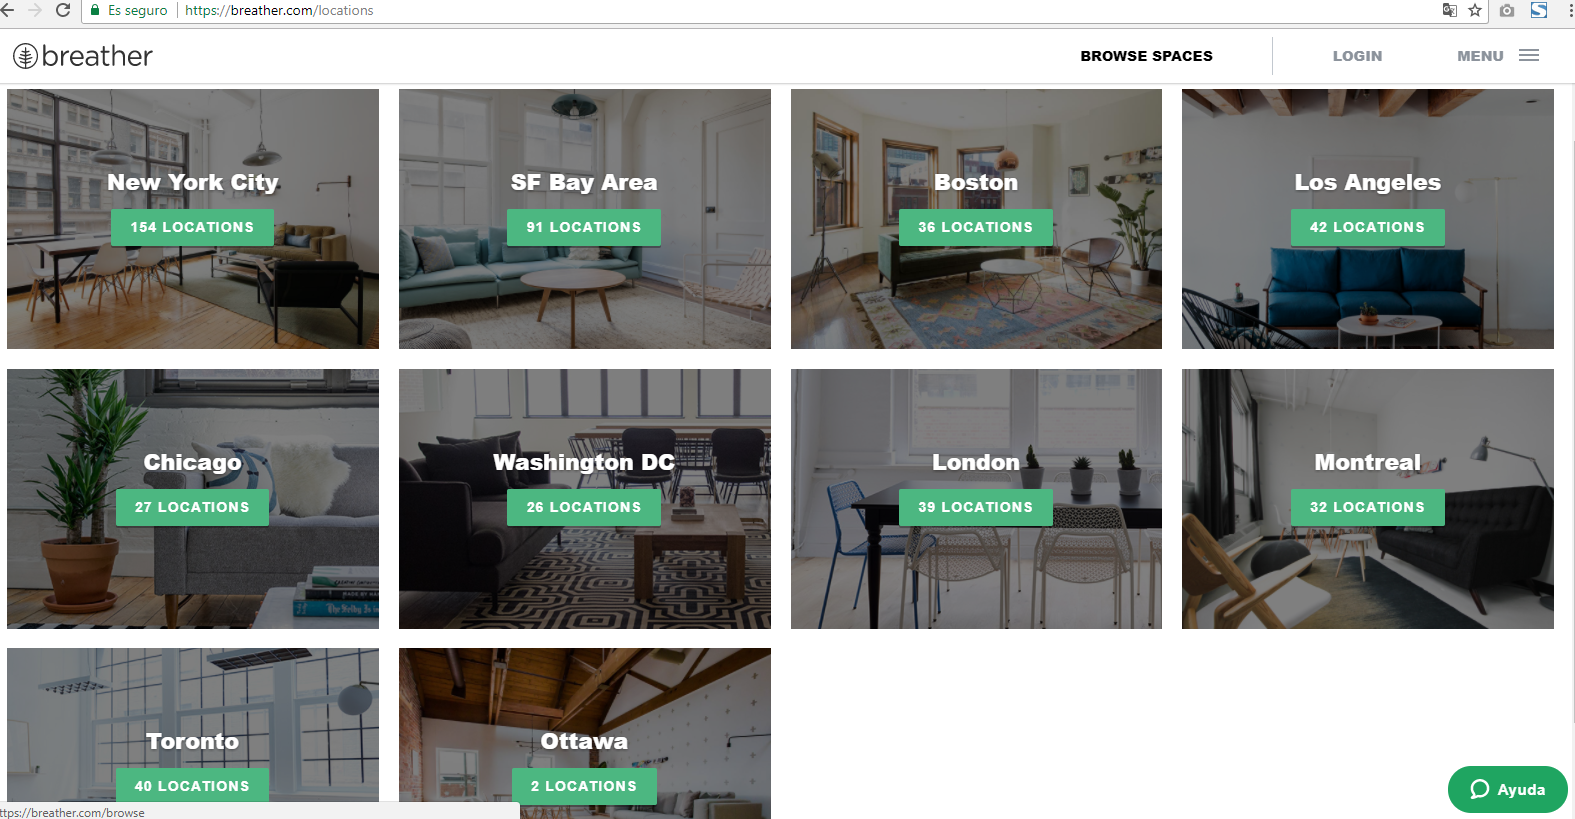 Es seguro https://breather.com/locations
breather
BROWSE SPACES
LOGIN
MENU
New York City
154 LOCATIONS
SF Bay Area
91 LOCATIONS
Boston
36 LOCATIONS
Los Angeles
42 LOCATIONS
Chicago
27 LOCATIONS
Washington DC
26 LOCATIONS
London
39 LOCATIONS
Montreal
32 LOCATIONS
Toronto
40 LOCATIONS
Ottawa
2 LOCATIONS
Ayuda
ttps://breather.com/browse